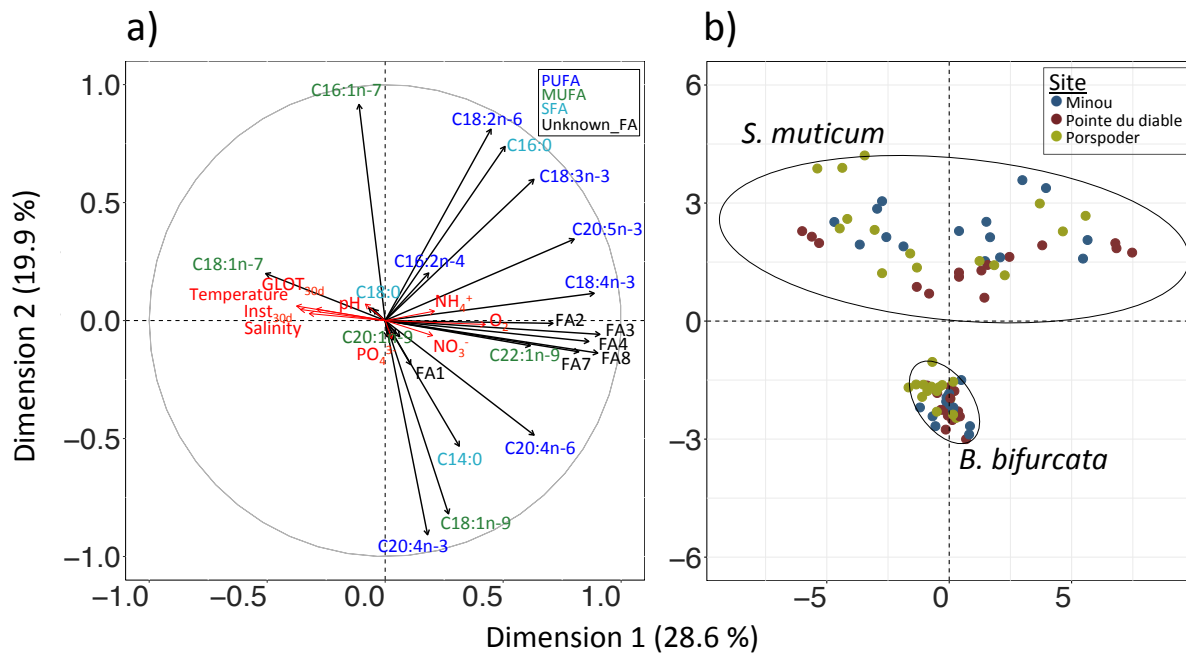 a)
b)
Dimension 2 (19.9 %)
1.0
0.5
0.0
−0.5
−1.0
C16:1n-7
C18:2n-6
C16:0
C18:3n-3
C20:5n-3
C18:4n-3
C16:2n-4
C18:1n-7
GLOT30d
Temperature
Inst30d
Salinity
pH
C18:0
NH4+
O2
NO3-
C20:1n-9
FA1
FA2
FA3
FA4
C22:1n-9
FA7
FA8
C20:4n-6
C14:0
C18:1n-9
C20:4n-3
PUFA
MUFA
SFA
Unknown_FA
−1.0
−0.5
0.0
0.5
1.0
6
3
0
−3
−6
S. muticum
B. bifurcata
Site
Minou
Pointe du diable
Porspoder
−5
0
5
Dimension 1 (28.6 %)